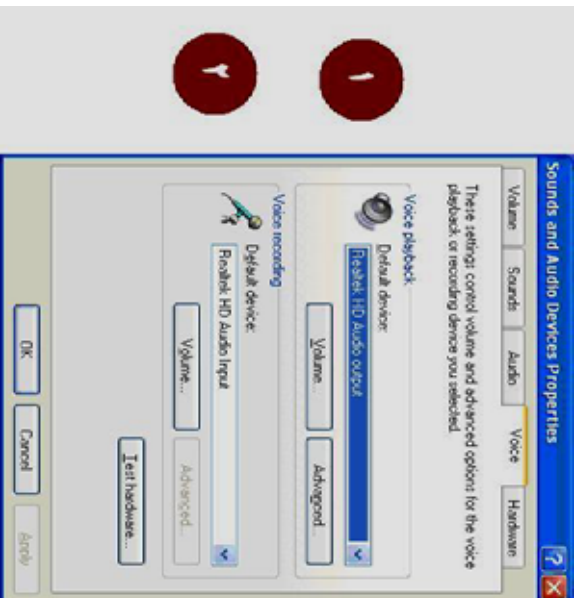 Sounds and Audio Devices Properties
Volume Sounds Audio Voice Hardware
These settings control volume and advanced options for the voice
playback or recording device you selected.
١
Voice playback
Default device:
Realtek HD Audio output
Volume... Advanced...
٢
Voice recording
Default device:
Realtek HD Audio Input
Volume... Advanced...
Test hardware...
OK Cancel Apply